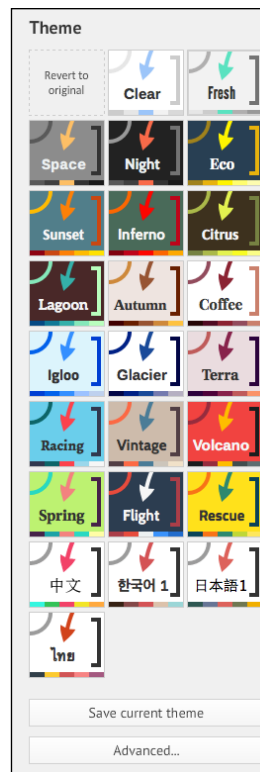 Theme
Revert to
original
Clear
Fresh
Space
Night
Eco
Sunset
Inferno
Citrus
Lagoon
Autumn
Coffee
Igloo
Glacier
Terra
Racing
Vintage
Volcano
Spring
Flight
Rescue
中文
한국어 1
日本語1
ไทย
Save current theme
Advanced...